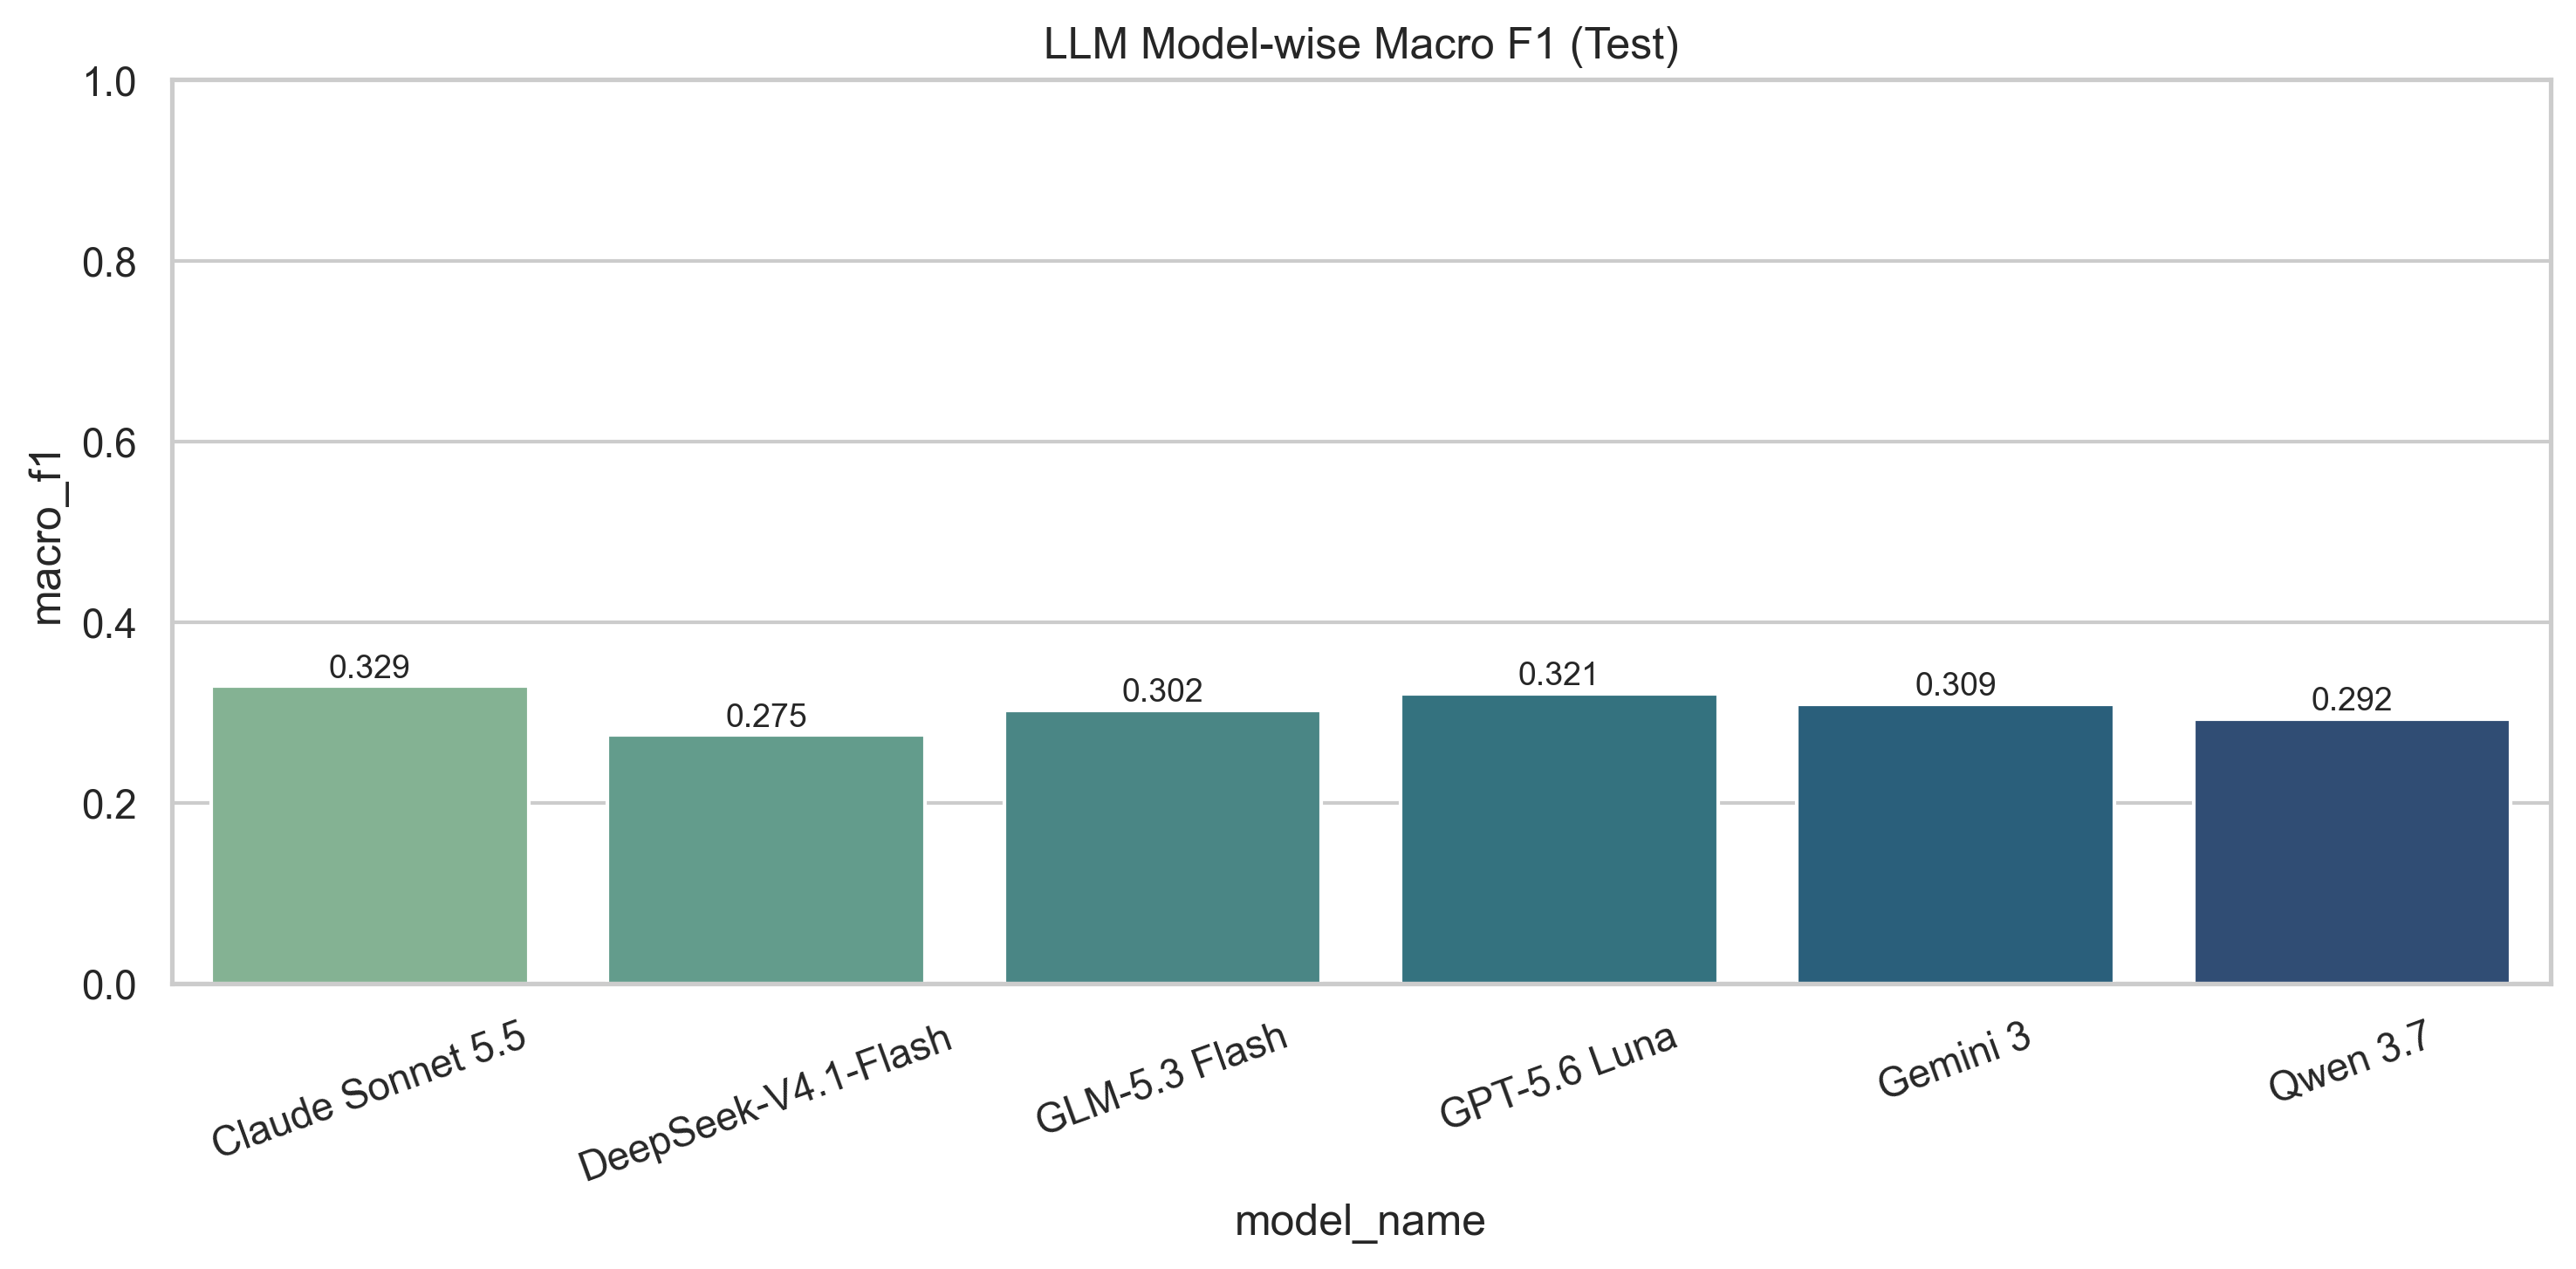 LLM Model-wise Macro F1 (Test)
1.0
0.8
0.6
0.4
0.2
0.0
macro_f1
0.329
0.275
0.302
0.321
0.309
0.292
Claude Sonnet 5.5
DeepSeek-V4.1-Flash
GLM-5.3 Flash
GPT-5.6 Luna
Gemini 3
Qwen 3.7
model_name